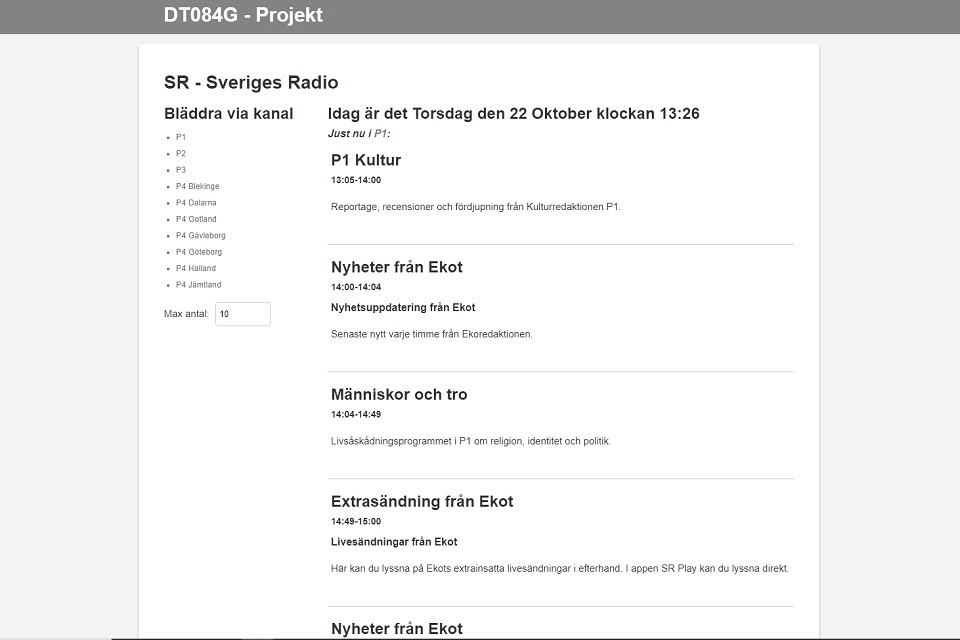 DT084G - Projekt
SR - Sveriges Radio
Bläddra via kanal
P1
P2
P3
P4 Blekinge
P4 Dalarna
P4 Gotland
P4 Gävleborg
P4 Göteborg
P4 Halland
P4 Jämtland
Max antal: 10
Idag är det Torsdag den 22 Oktober klockan 13:26
Just nu i P1:
P1 Kultur
13:05-14:00
Reportage, recensioner och fördjupning från Kulturredaktionen P1.
Nyheter från Ekot
14:00-14:04
Nyhetsuppdatering från Ekot
Senaste nytt varje timme från Ekoredaktionen.
Människor och tro
14:04-14:49
Livsåskådningsprogrammet i P1 om religion, identitet och politik.
Extrasändning från Ekot
14:49-15:00
Livesändningar från Ekot
Här kan du lyssna på Ekots extrainsatta livesändningar i efterhand. I appen SR Play kan du lyssna direkt.
Nyheter från Ekot